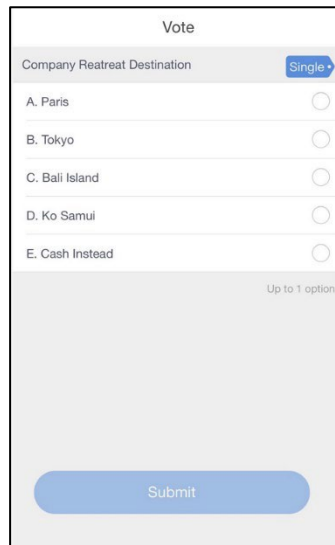 Vote
Company Reatreat Destination Single
A. Paris
B. Tokyo
C. Bali Island
D. Ko Samui
E. Cash Instead
Up to 1 option
Submit